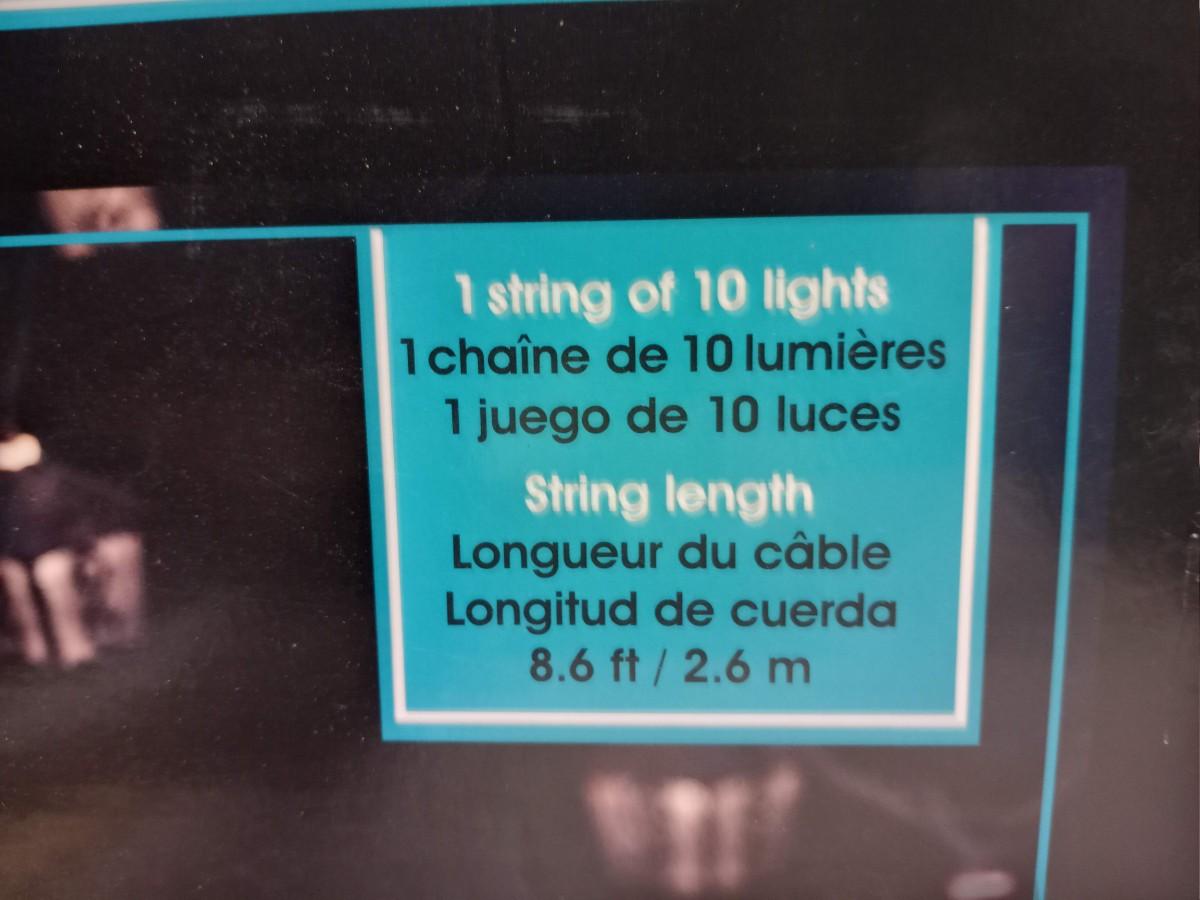 1 string of 10 lights
1 chaîne de 10 lumières
1 juego de 10 luces
String length
Longueur du câble
Longitud de cuerda
8.6 ft / 2.6 m